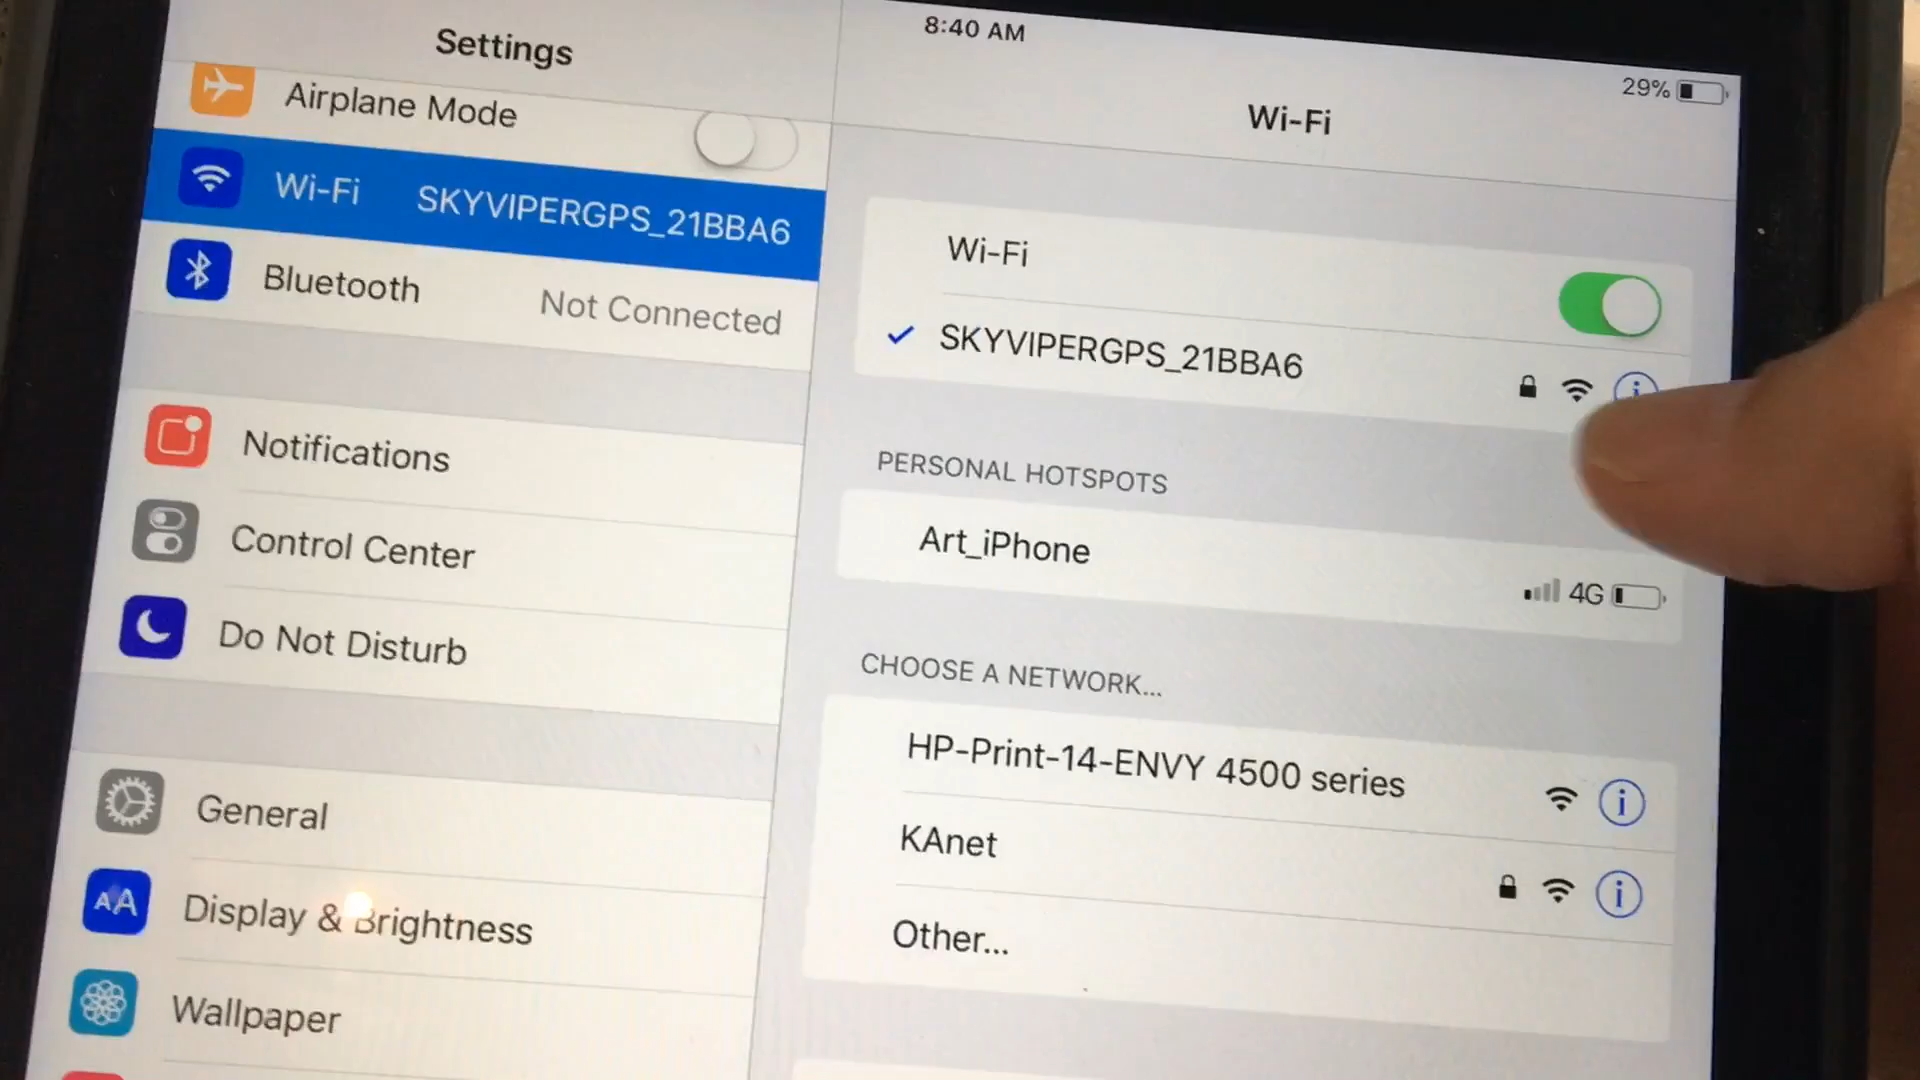 8:40 AM
29%
Settings
Airplane Mode
Wi-Fi SKYVIPERGPS_21BBA6
Bluetooth Not Connected
Notifications
Control Center
Do Not Disturb
General
AA Display & Brightness
Wallpaper
Wi-Fi
Wi-Fi
SKYVIPERGPS_21BBA6
PERSONAL HOTSPOTS
Art_iPhone 4G
CHOOSE A NETWORK...
HP-Print-14-ENVY 4500 series
KAnet
Other...